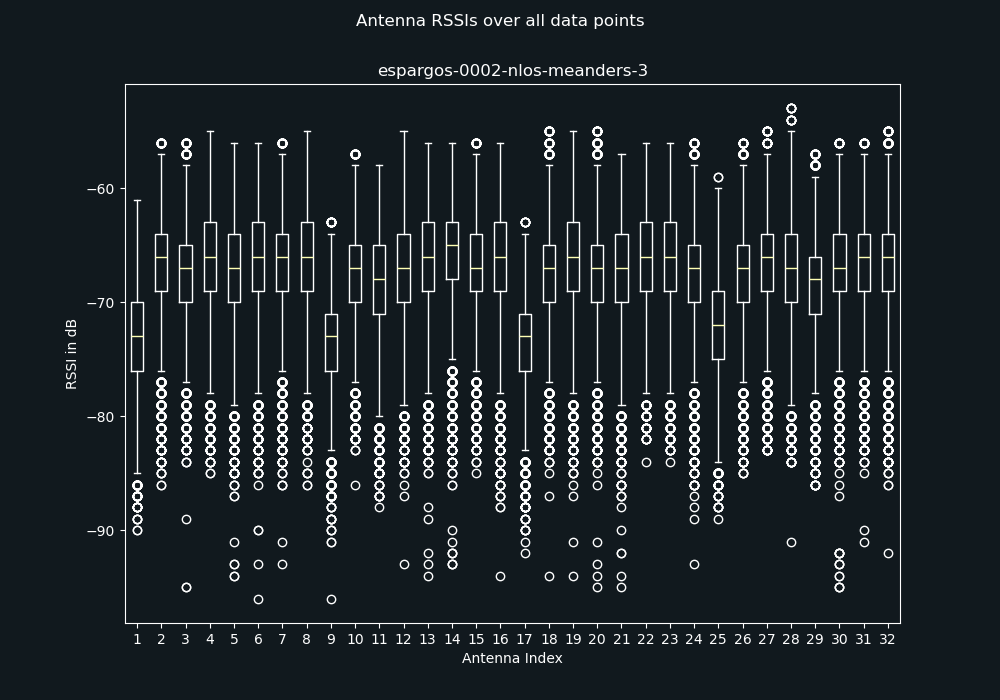 Antenna RSSIs over all data points
espargos-0002-nlos-meanders-3
RSSI in dB
−60
−70
−80
−90
1 2 3 4 5 6 7 8 9 10 11 12 13 14 15 16 17 18 19 20 21 22 23 24 25 26 27 28 29 30 31 32
Antenna Index